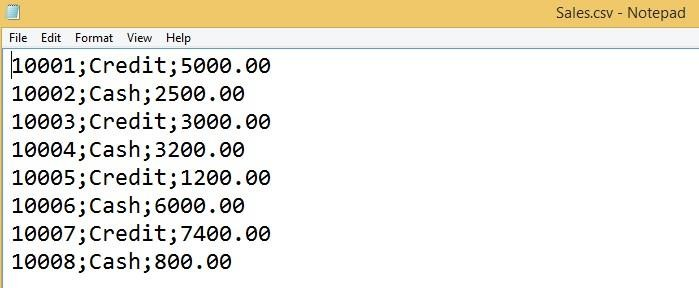 Sales.csv - Notepad
File Edit Format View Help
10001;Credit;5000.00
10002;Cash;2500.00
10003;Credit;3000.00
10004;Cash;3200.00
10005;Credit;1200.00
10006;Cash;6000.00
10007;Credit;7400.00
10008;Cash;800.00